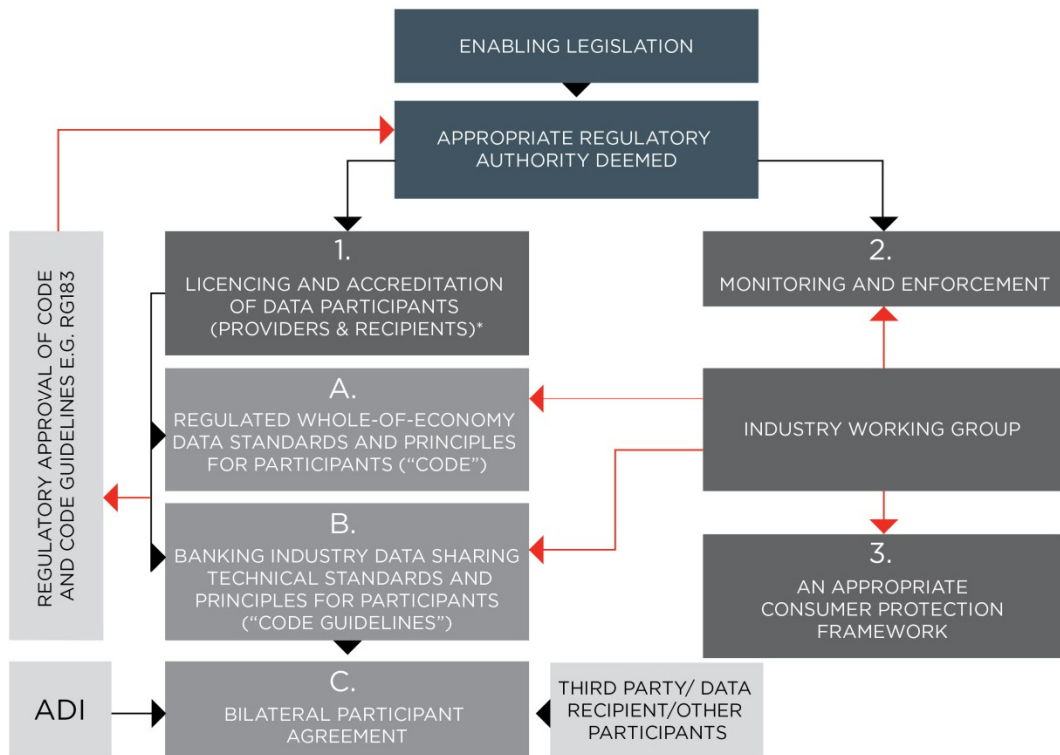 ENABLING LEGISLATION
APPROPRIATE REGULATORY
AUTHORITY DEEMED
REGULATORY APPROVAL OF CODE
AND CODE GUIDELINES E.G. RG183
1.
LICENCING AND ACCREDITATION
OF DATA PARTICIPANTS
(PROVIDERS & RECIPIENTS)*
2.
MONITORING AND ENFORCEMENT
A.
REGULATED WHOLE-OF-ECONOMY
DATA STANDARDS AND PRINCIPLES
FOR PARTICIPANTS (“CODE”)
INDUSTRY WORKING GROUP
B.
BANKING INDUSTRY DATA SHARING
TECHNICAL STANDARDS AND
PRINCIPLES FOR PARTICIPANTS
(“CODE GUIDELINES”)
3.
AN APPROPRIATE
CONSUMER PROTECTION
FRAMEWORK
ADI
C.
BILATERAL PARTICIPANT
AGREEMENT
THIRD PARTY/ DATA
RECIPIENT/OTHER
PARTICIPANTS